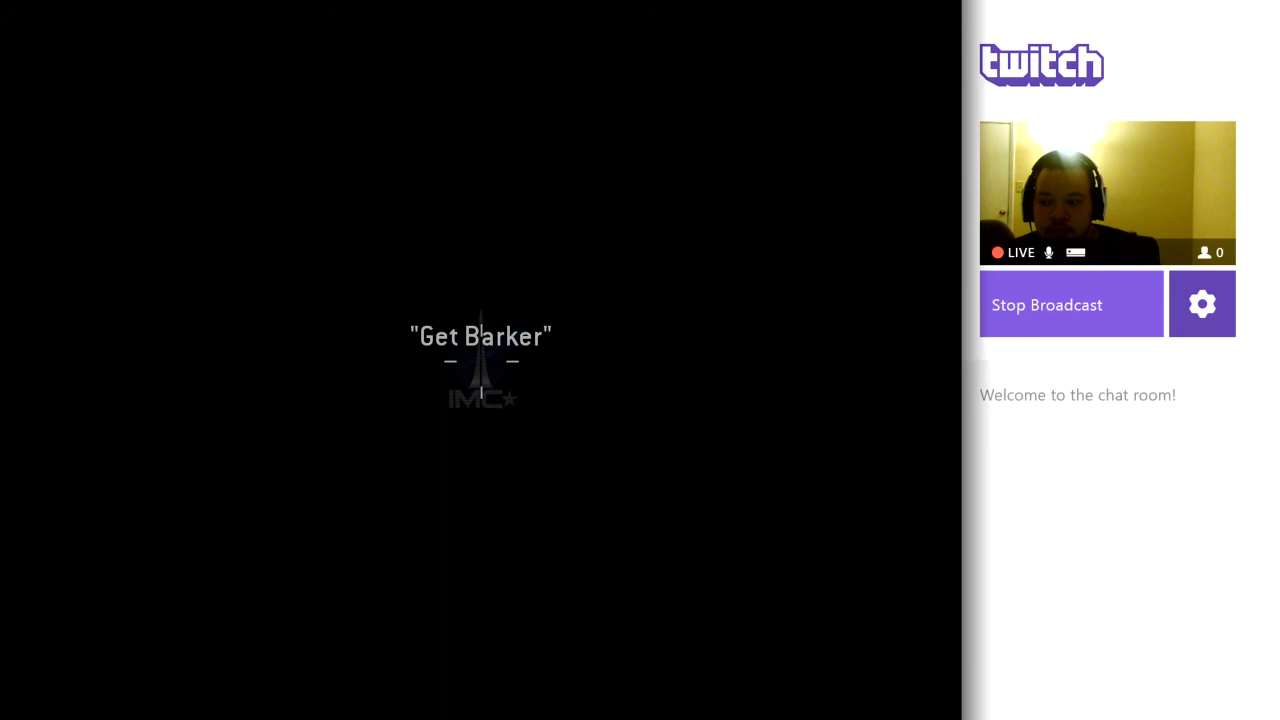 "Get Barker"
IMC
twitch
LIVE
0
Stop Broadcast
Welcome to the chat room!